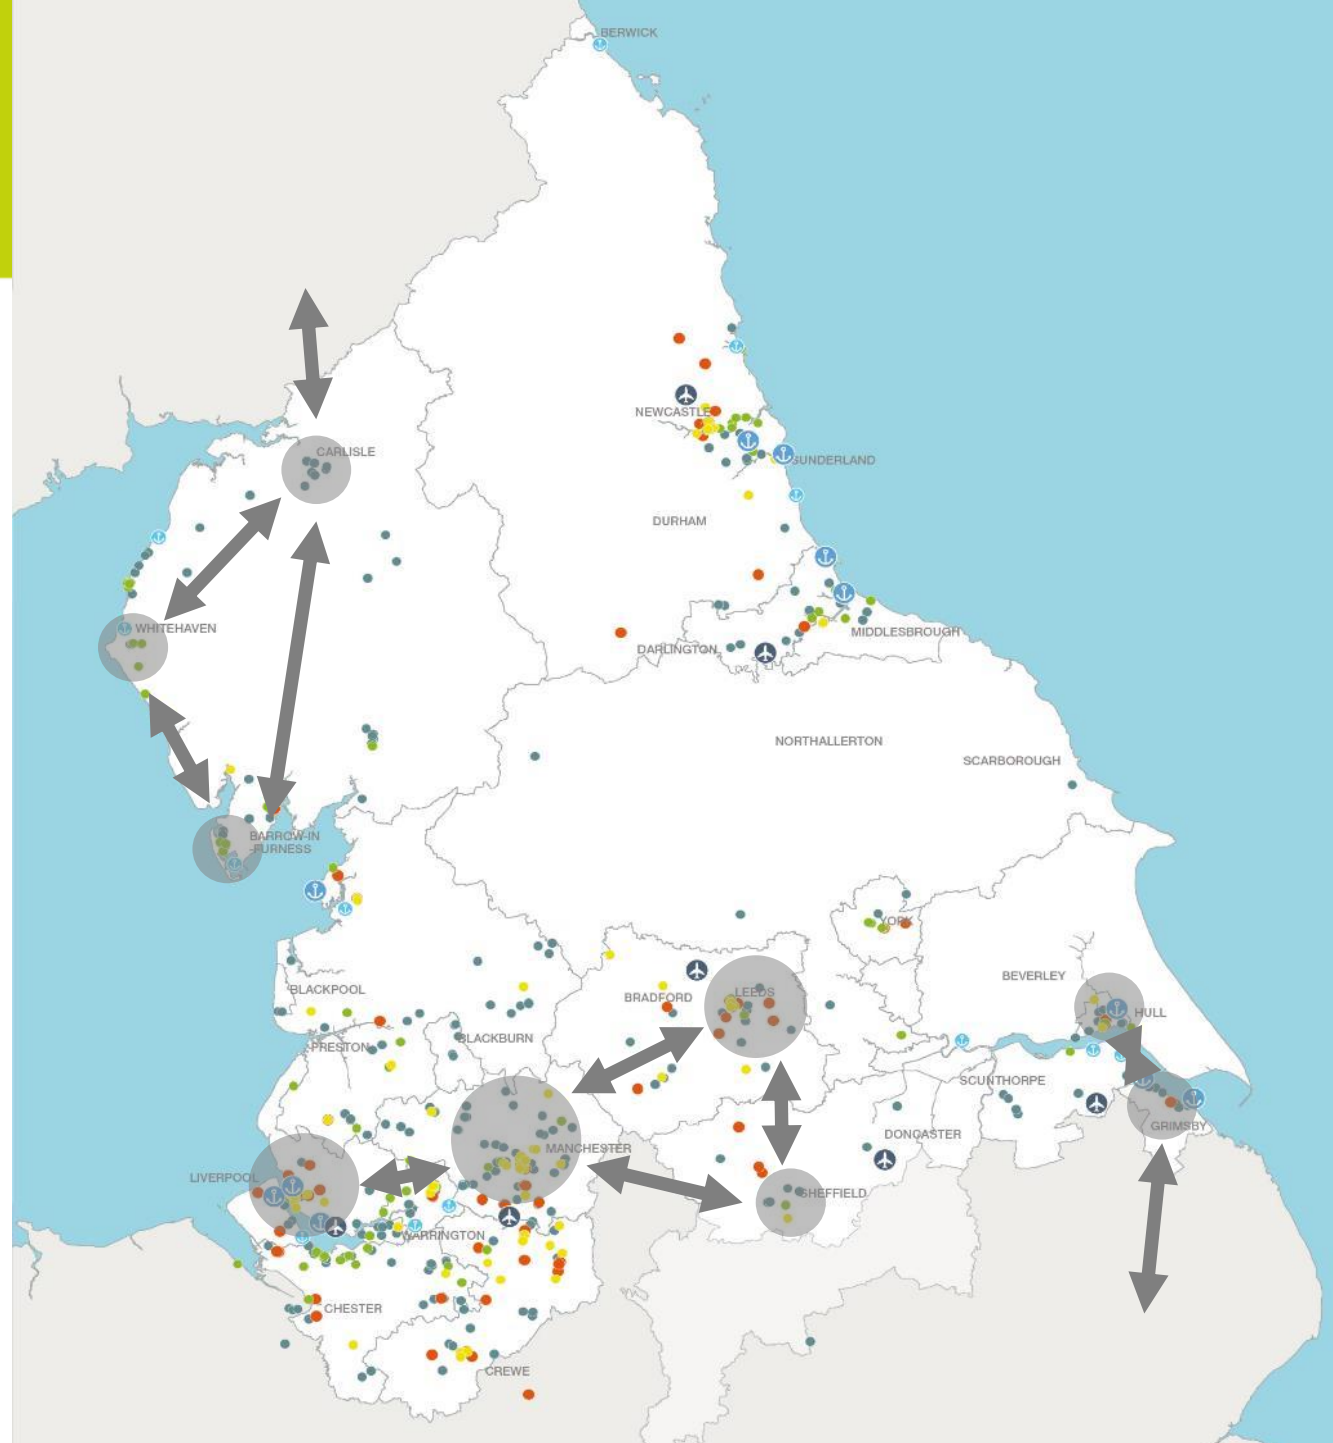 BERWICK
NEWCASTLE
CARLISLE
SUNDERLAND
DURHAM
WHITEHAVEN
MIDDLESBROUGH
DARLINGTON
NORTHALLERTON
SCARBOROUGH
BARROW-IN
-FURNESS
YORK
BEVERLEY
BLACKPOOL
BRADFORD
LEEDS
HULL
PRESTON
BLACKBURN
SCUNTHORPE
GRIMSBY
DONCASTER
MANCHESTER
LIVERPOOL
SHEFFIELD
WARRINGTON
CHESTER
CREWE